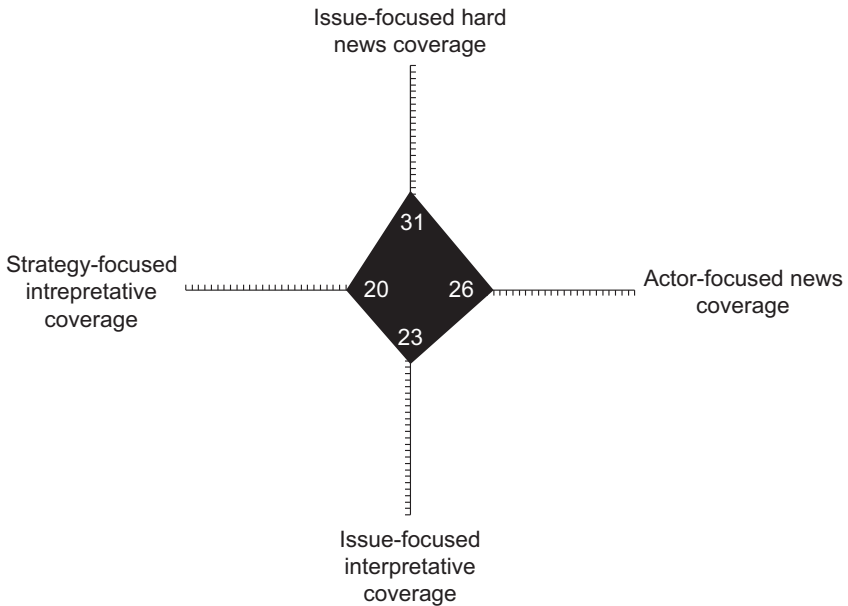 Issue-focused hard
news coverage
31
Strategy-focused
intrepretative
coverage
20
26
Actor-focused news
coverage
23
Issue-focused
interpretative
coverage